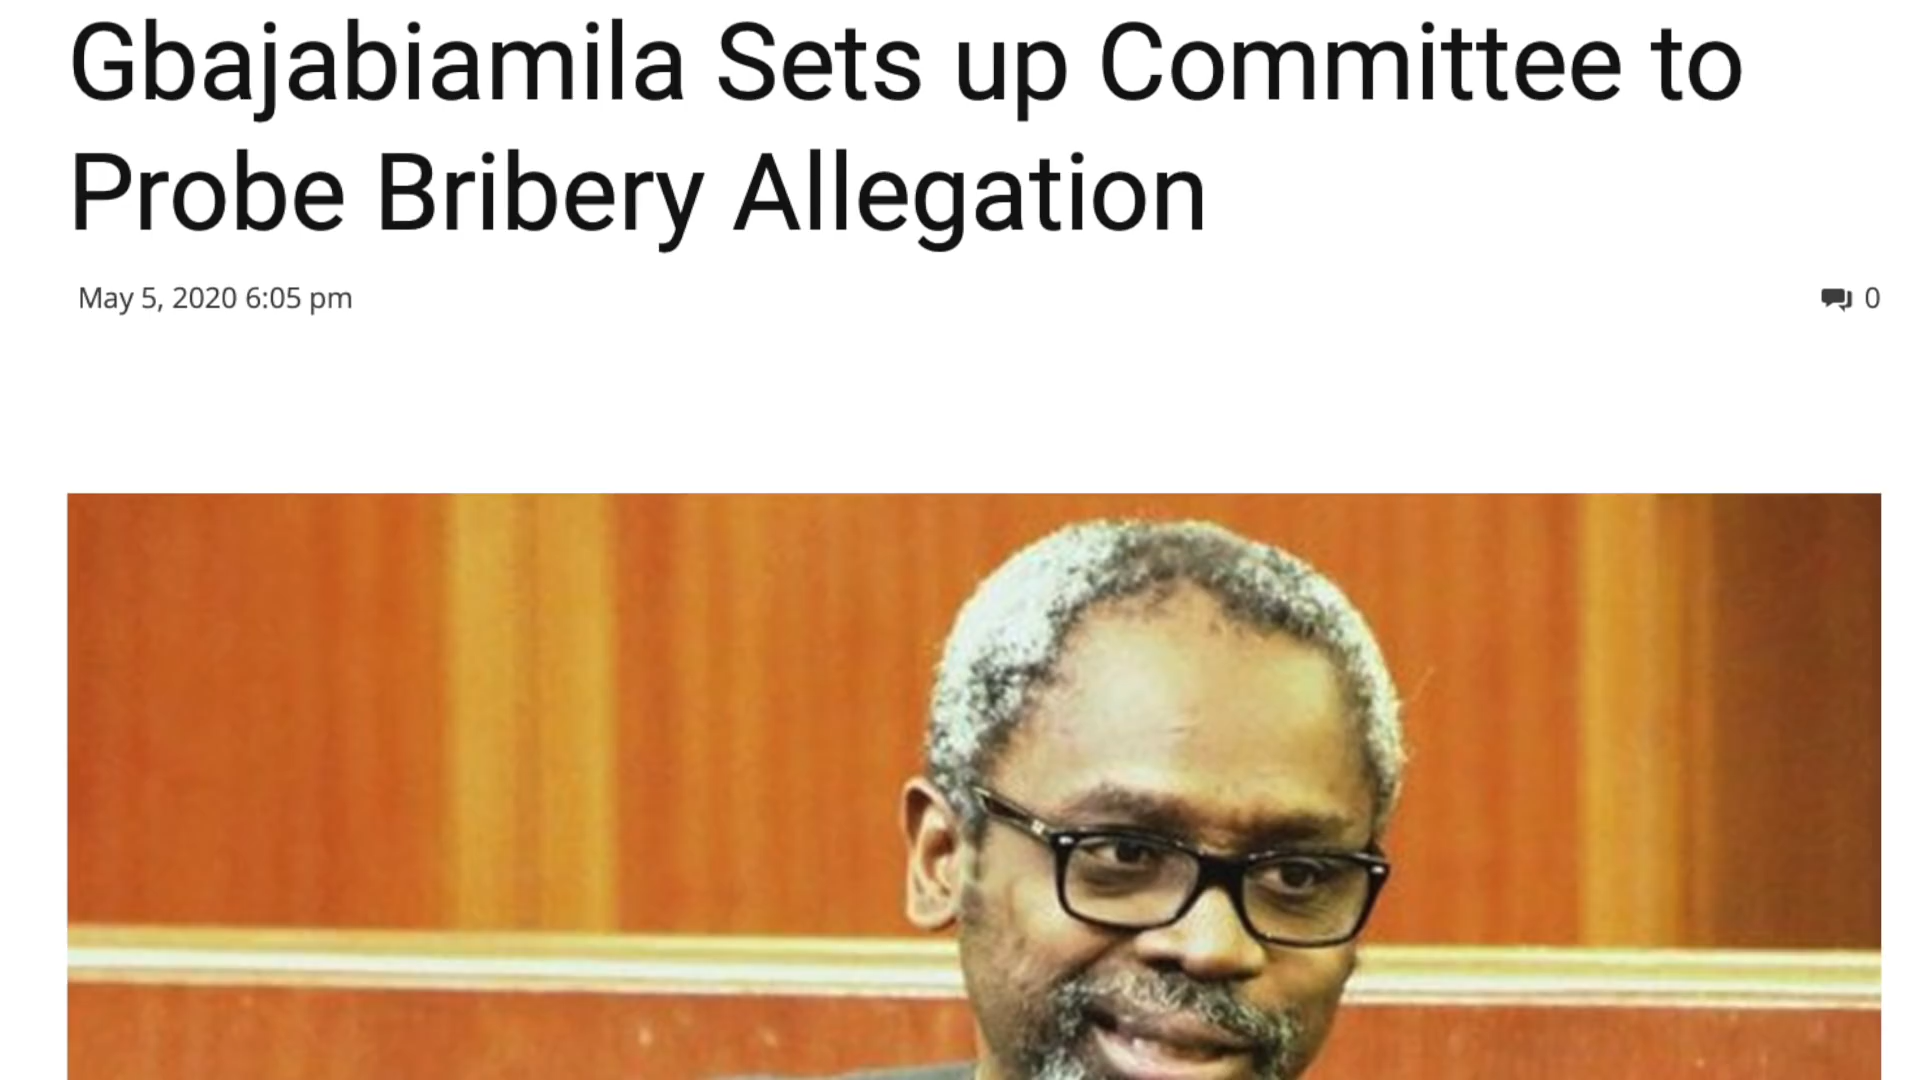 Gbajabiamila Sets up Committee to
Probe Bribery Allegation
May 5, 2020 6:05 pm
0